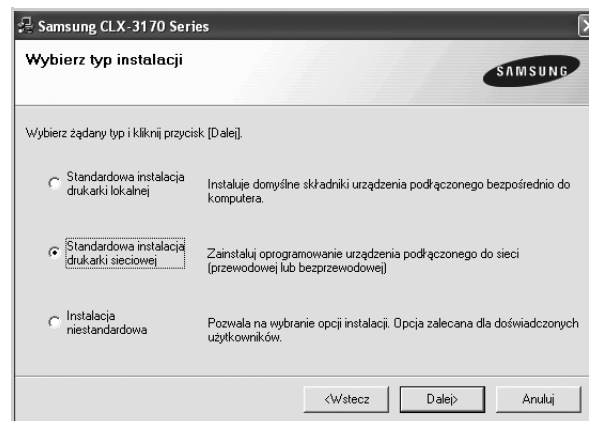 Samsung CLX-3170 Series
Wybierz typ instalacji
SAMSUNG
Wybierz żądany typ i kliknij przycisk [Dalej].
Standardowa instalacja
drukarki lokalnej
Instaluje domyślne składniki urządzenia podłączonego bezpośrednio do
komputera.
Standardowa instalacja
drukarki sieciowej
Zainstaluj oprogramowanie urządzenia podłączonego do sieci
(przewodowej lub bezprzewodowej)
Instalacja
niestandardowa
Pozwala na wybranie opcji instalacji. Opcja zalecana dla doświadczonych
użytkowników.
<Wstecz
Dalej>
Anuluj